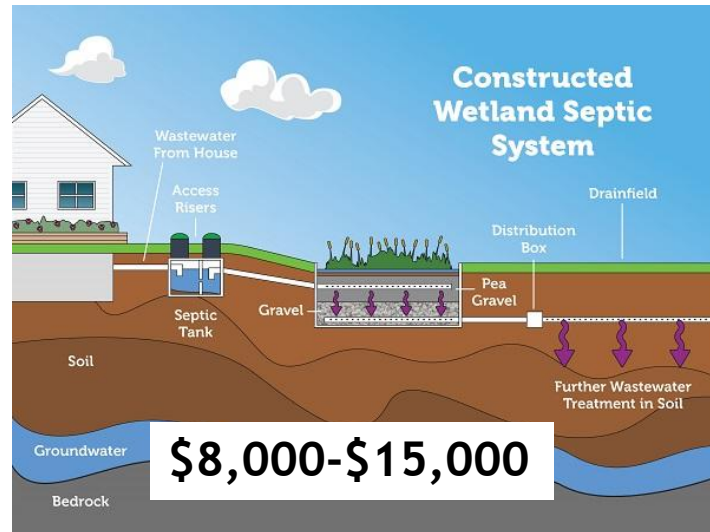 Constructed
Wetland Septic
System
Wastewater
From House
Access
Risers
Drainfield
Distribution
Box
Pea
Gravel
Gravel
Septic
Tank
Soil
Further Wastewater
Treatment in Soil
Groundwater
$8,000-$15,000
Bedrock